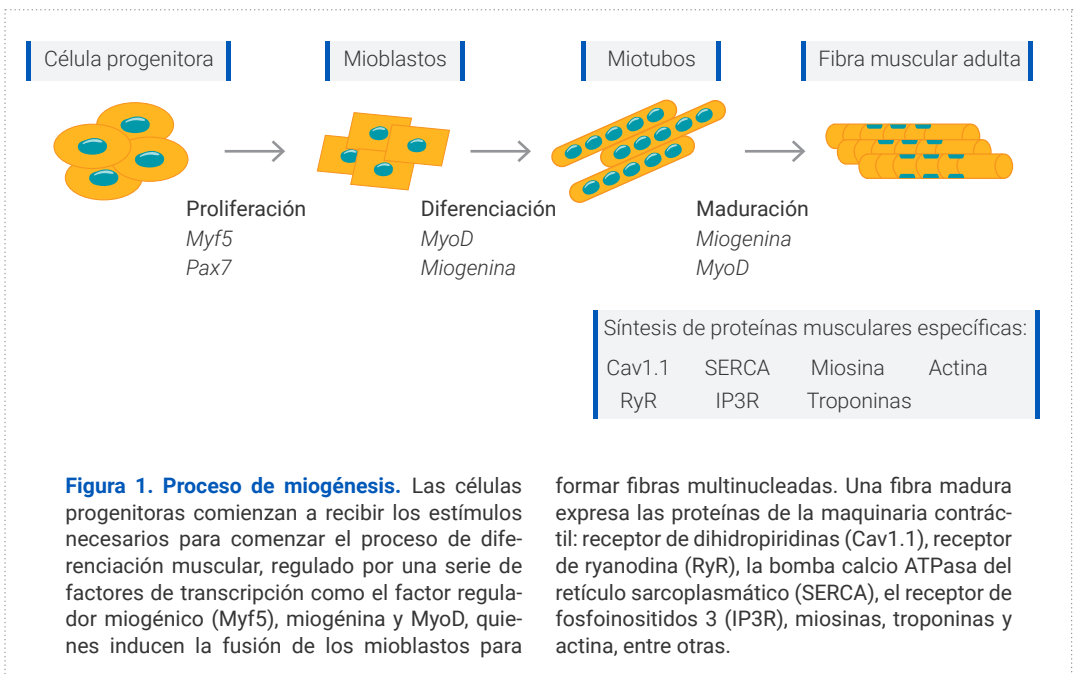 Célula progenitora
Mioblastos
Miotubos
Fibra muscular adulta
Proliferación
Myf5
Pax7
Diferenciación
MyoD
Miogenina
Maduración
Miogenina
MyoD
Síntesis de proteínas musculares específicas:
Cav1.1 SERCA Miosina Actina
RyR IP3R Troponinas
Figura 1. Proceso de miogénesis. Las células
progenitoras comienzan a recibir los estímulos
necesarios para comenzar el proceso de dife-
renciación muscular, regulado por una serie de
factores de transcripción como el factor regula-
dor miogénico (Myf5), miogénina y MyoD, quie-
nes inducen la fusión de los mioblastos para
formar fibras multinucleadas. Una fibra madura
expresa las proteínas de la maquinaria contrác-
til: receptor de dihidropiridinas (Cav1.1), receptor
de ryanodina (RyR), la bomba calcio ATPasa del
retículo sarcoplasmático (SERCA), el receptor de
fosfoinositidos 3 (IP3R), miosinas, troponinas y
actina, entre otras.